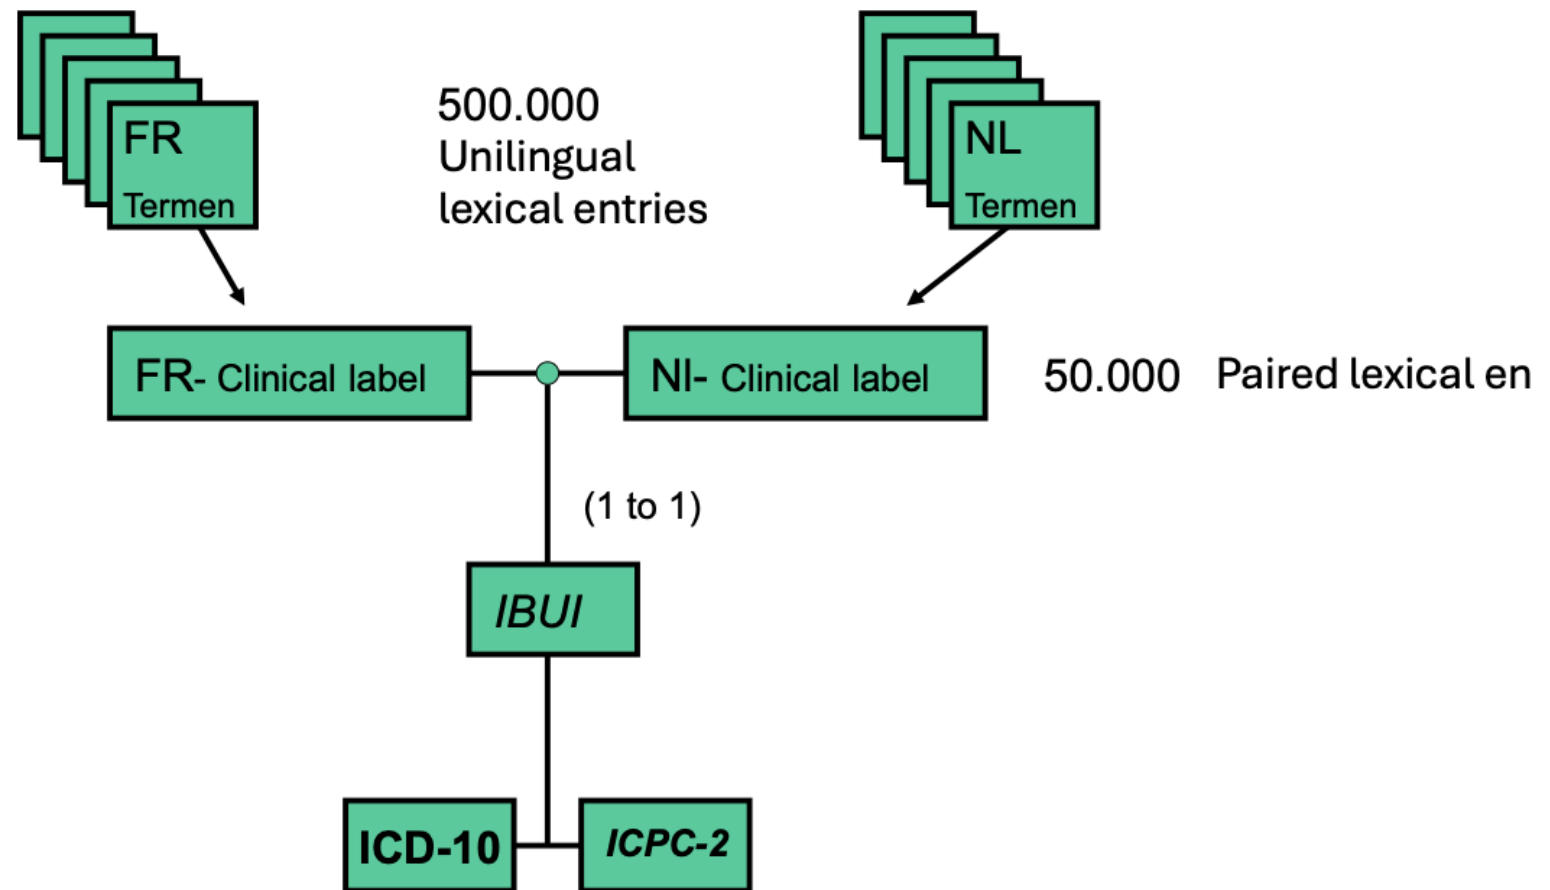 FR
Termen
500.000
Unilingual
lexical entries
NL
Termen
FR- Clinical label
Nl- Clinical label
50.000 Paired lexical en
(1 to 1)
IBUI
ICD-10
ICPC-2